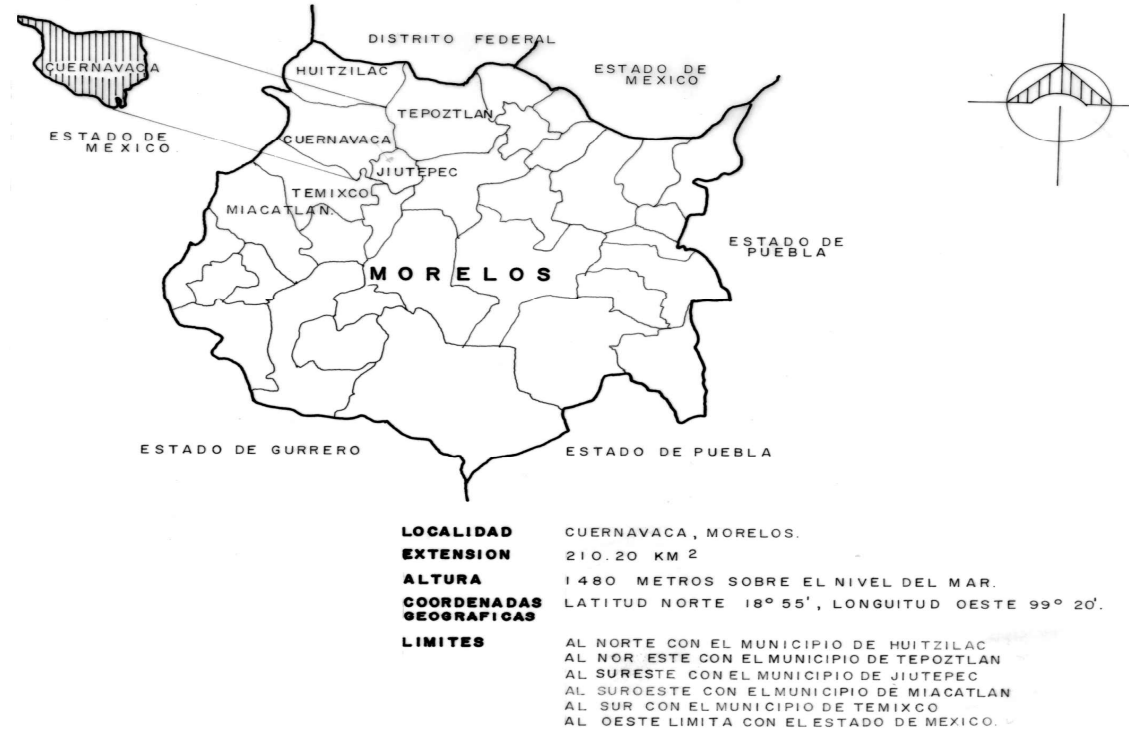 DISTRITO FEDERAL
HUITZILAC
ESTADO DE
MEXICO
CUERNAVACA
TEPOZTLAN
ESTADO DE
MEXICO
CUERNAVACA
JIUTEPEC
TEMIXCO
MIACATLAN.
ESTADO DE
PUEBLA
MORELOS
ESTADO DE GURRERO
ESTADO DE PUEBLA
LOCALIDAD CUERNAVACA, MORELOS.
EXTENSION 210.20 KM 2
ALTURA 1480 METROS SOBRE EL NIVEL DEL MAR.
COORDENADAS LATITUD NORTE 18° 55', LONGUITUD OESTE 99° 20'.
GEOGRAFICAS
LIMITES AL NORTE CON EL MUNICIPIO DE HUITZILAC
AL NOR ESTE CON EL MUNICIPIO DE TEPOZTLAN
AL SURESTE CON EL MUNICIPIO DE JIUTEPEC
AL SUROESTE CON EL MUNICIPIO DE MIACATLAN
AL SUR CON EL MUNICIPIO DE TEMIXCO
AL OESTE LIMITA CON EL ESTADO DE MEXICO.